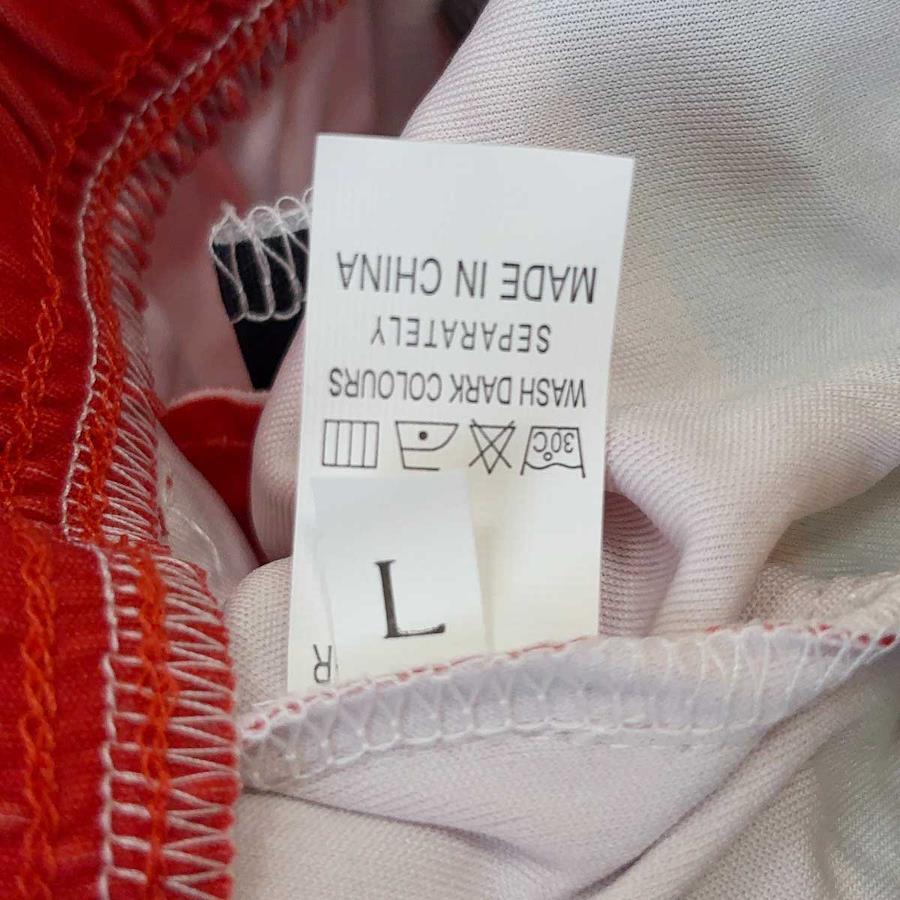 30°C
WASH DARK COLOURS
SEPARATELY
MADE IN CHINA
L